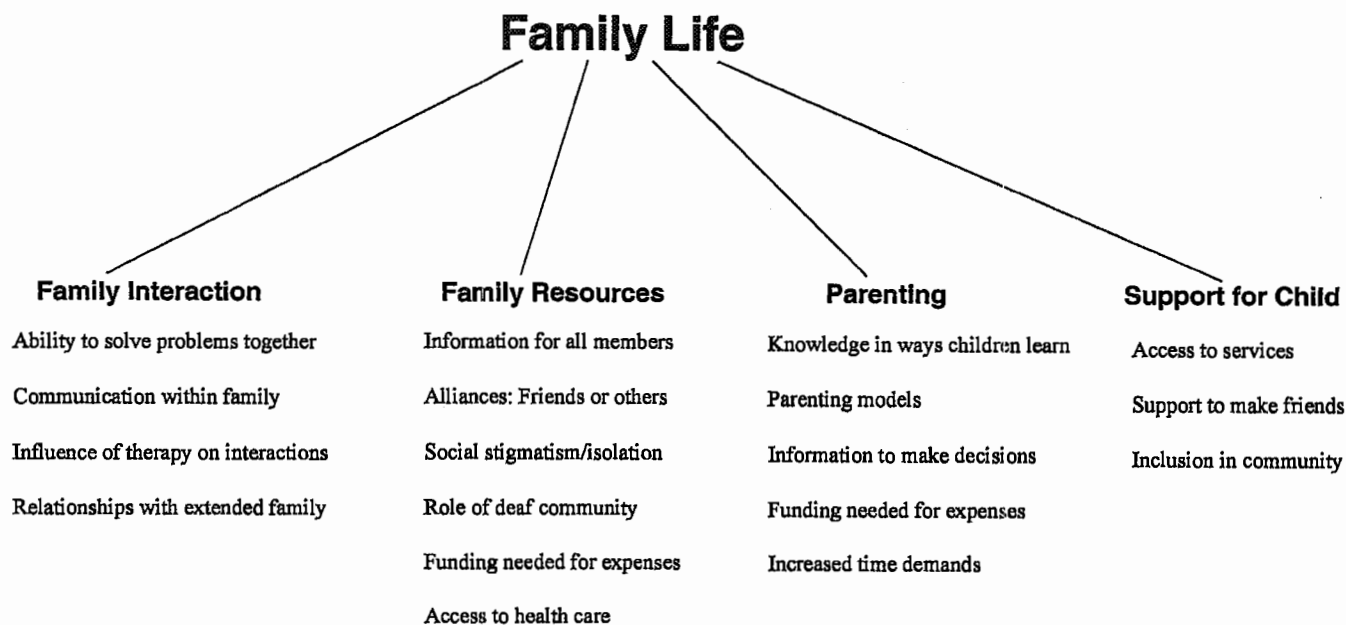 Family Life
Family Interaction
Ability to solve problems together
Communication within family
Influence of therapy on interactions
Relationships with extended family
Family Resources
Information for all members
Alliances: Friends or others
Social stigmatism/isolation
Role of deaf community
Funding needed for expenses
Access to health care
Parenting
Knowledge in ways children learn
Parenting models
Information to make decisions
Funding needed for expenses
Increased time demands
Support for Child
Access to services
Support to make friends
Inclusion in community